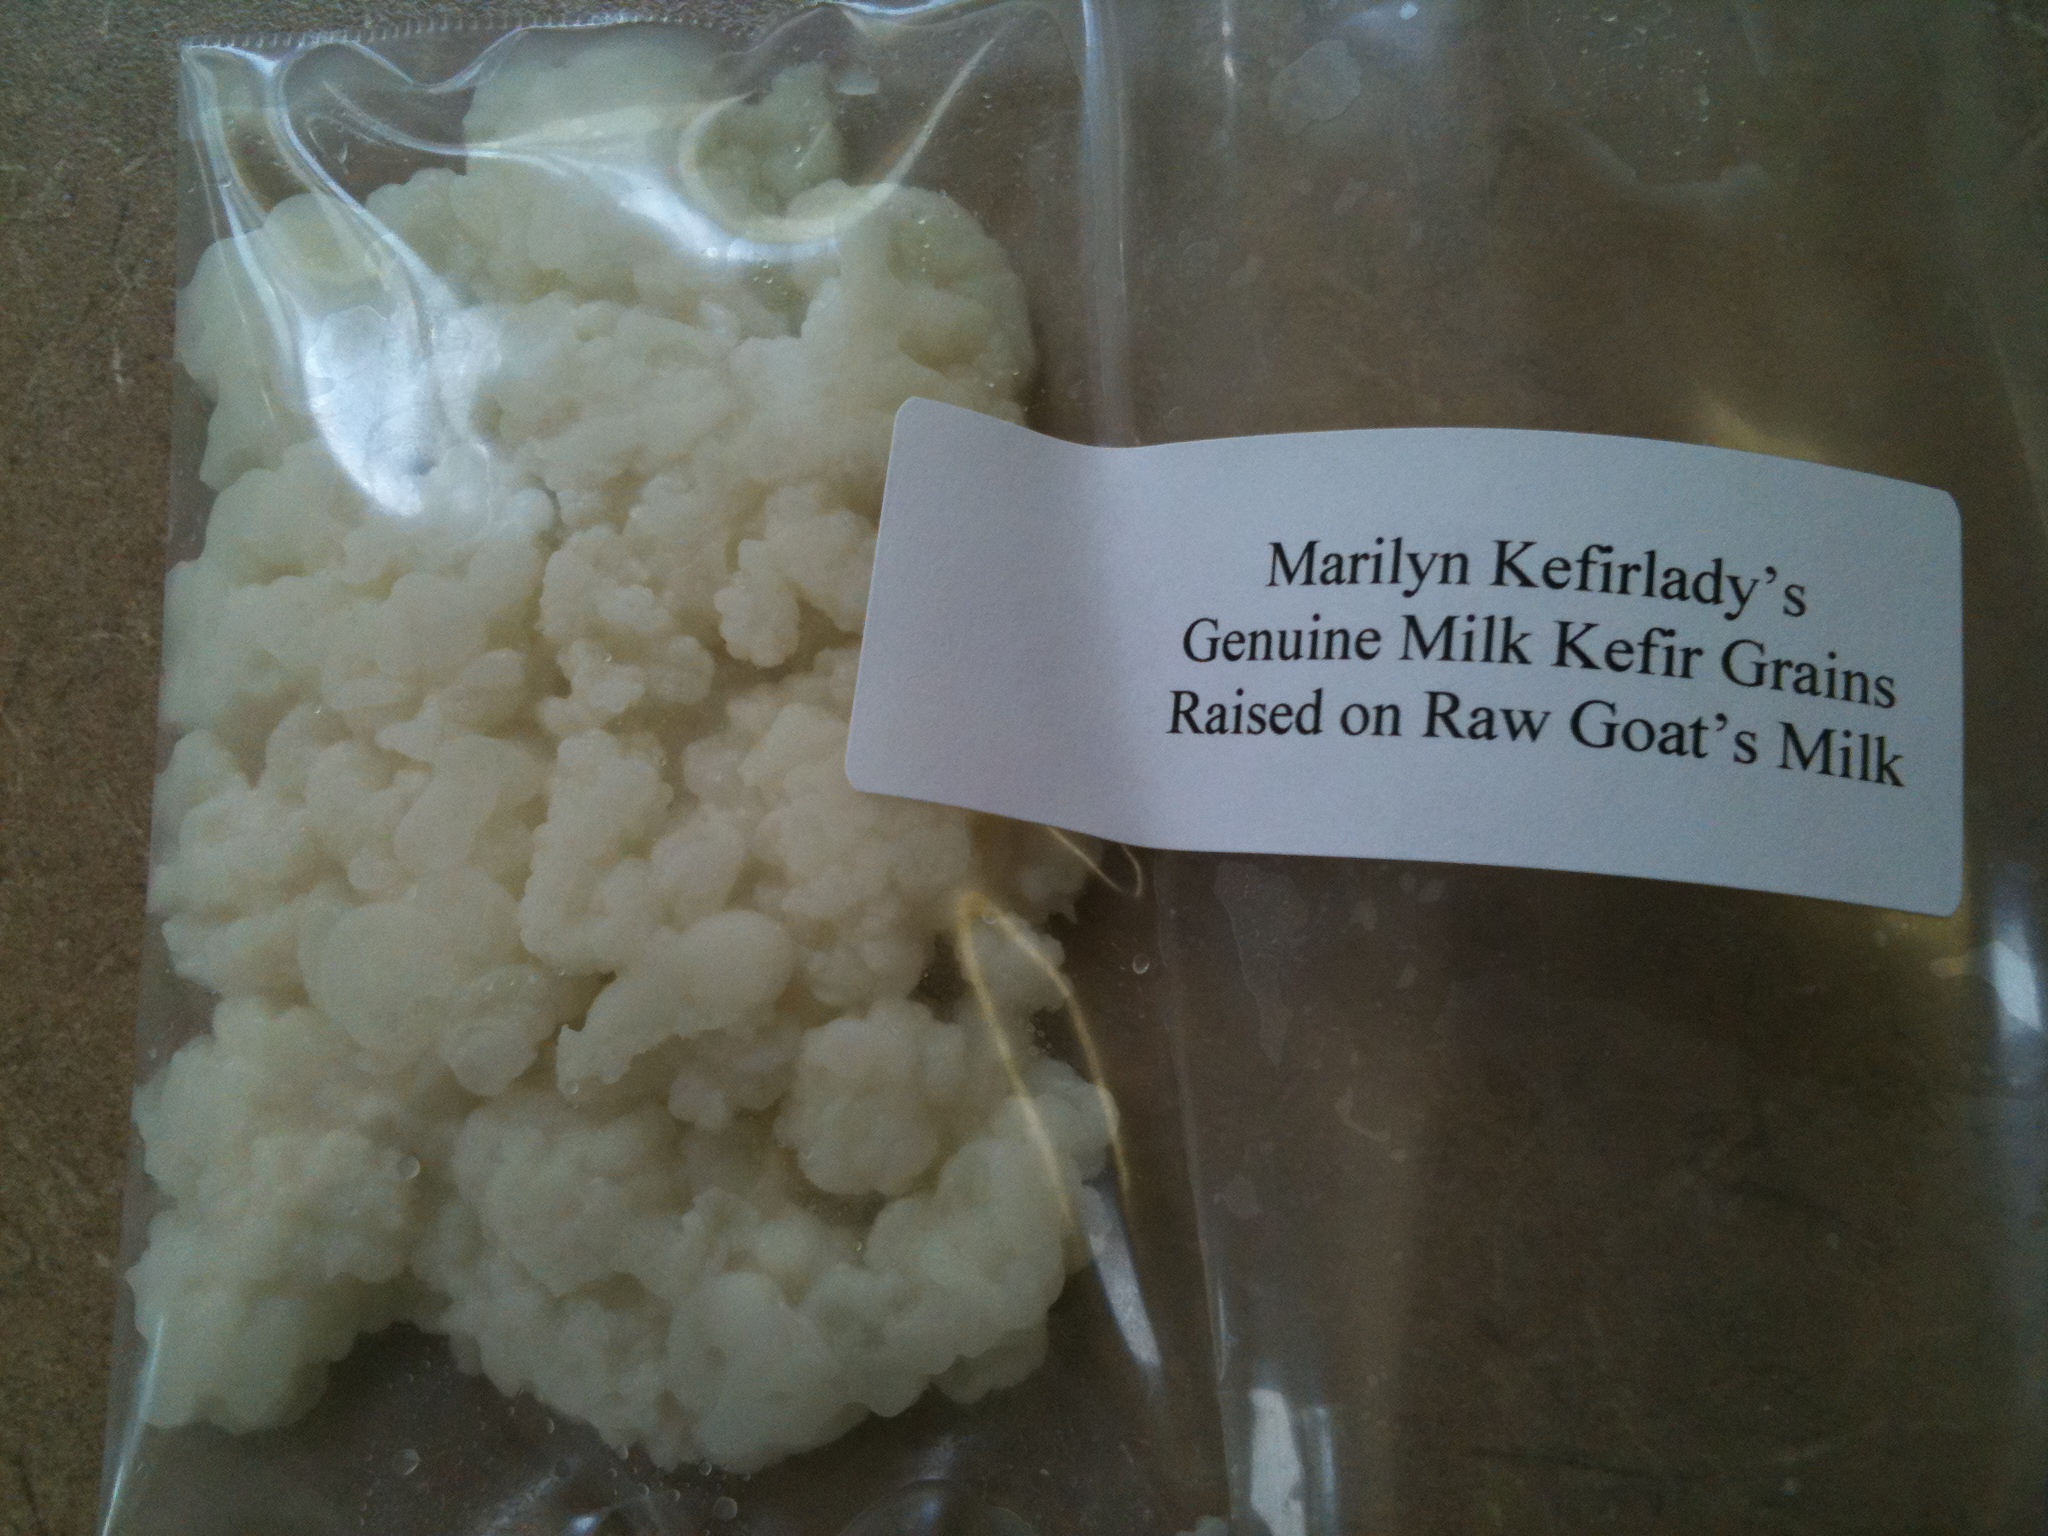 Marilyn Kefirlady’s
Genuine Milk Kefir Grains
Raised on Raw Goat’s Milk